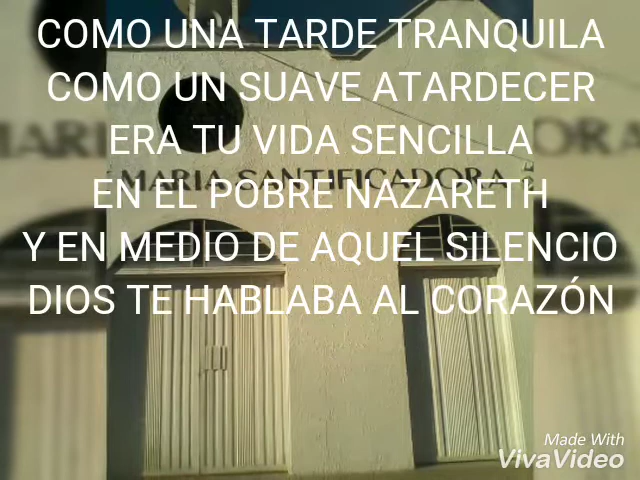 COMO UNA TARDE TRANQUILA
COMO UN SUAVE ATARDECER
ERA TU VIDA SENCILLA
MARIA SANTIFICADORA
EN EL POBRE NAZARETH
Y EN MEDIO DE AQUEL SILENCIO
DIOS TE HABLABA AL CORAZÓN
Made With
VivaVideo